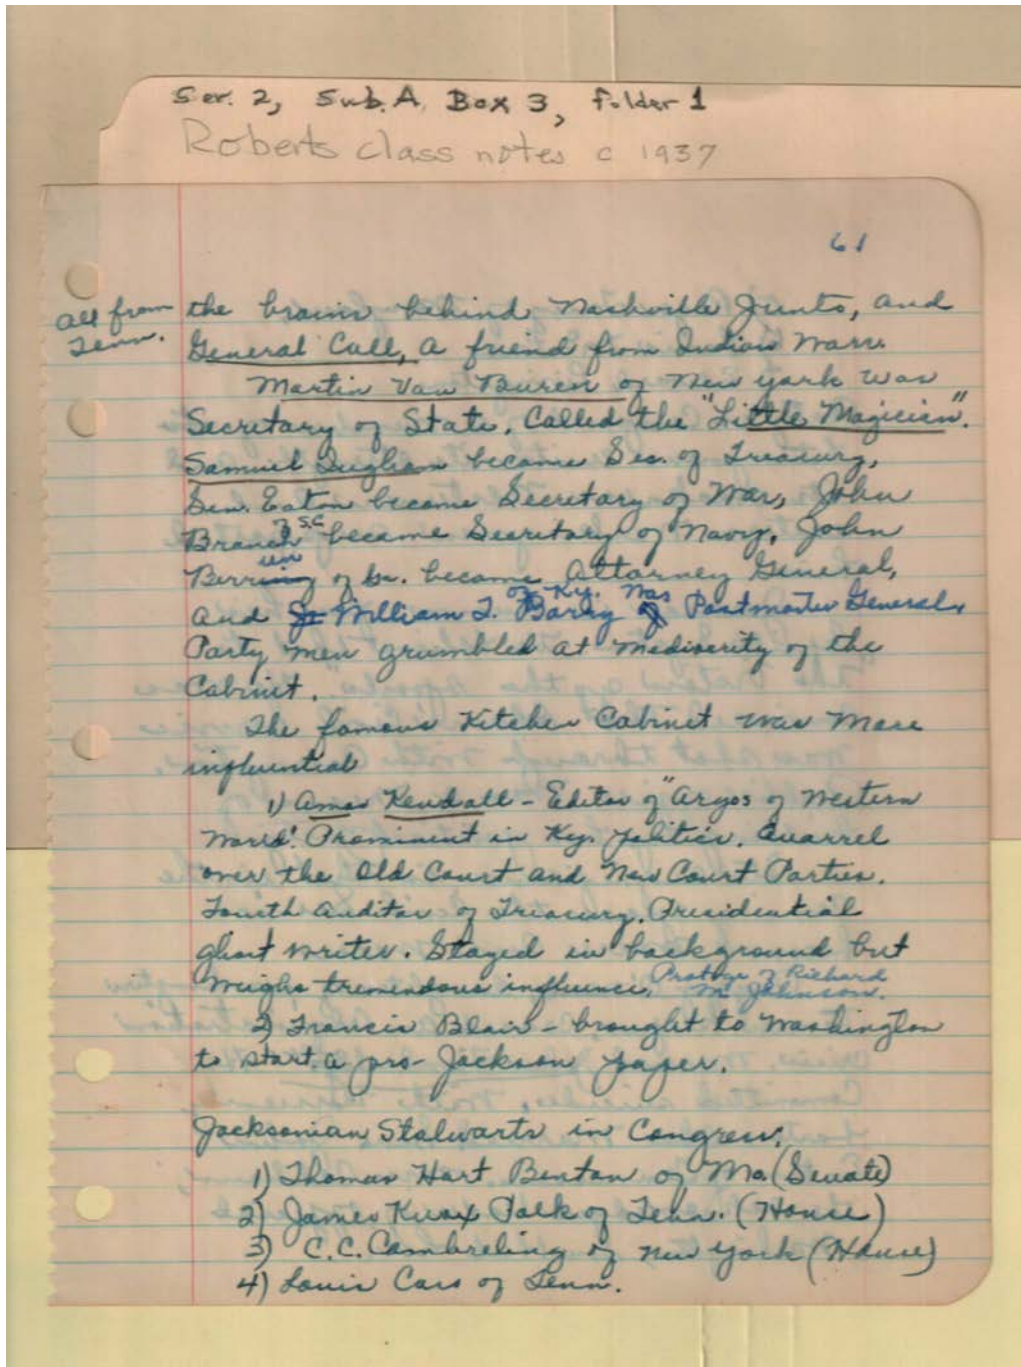 Ser. 2, Sub. A, Box 3, folder 1
Roberts class notes c 1937
61
all from
Tenn.
the brains behind Nashville Junto, and
General Call, a friend from Indian Wars.
Martin Van Buren of New York was
Secretary of State. Called the "Little Magician".
Samuel Ingham became Sec. of Treasury,
Sen. Eaton became Secretary of War, John
Branch of S.C. became Secretary of Navy, John
Berrien of Ga. became Attorney General,
and William T. Barry of Ky. was Postmaster General.
Party men grumbled at mediocrity of the
Cabinet.
The famous Kitchen Cabinet was more
influential
1) Amos Kendall - Editor of "Argos of Western
World". Prominent in Ky. politics. Quarrel
over the Old Court and New Court Parties.
Fourth Auditor of Treasury. Presidential
ghost writer. Stayed in background but
weighs tremendous influence. Protege of Richard
M Johnson.
2) Francis Blair - brought to Washington
to start a pro-Jackson paper.
Jacksonian Stalwarts in Congress.
1) Thomas Hart Benton of Mo. (Senate)
2) James Knox Polk of Tenn. (House)
3) C.C. Cambreling of New York (House)
4) Louis Cass of Tenn.